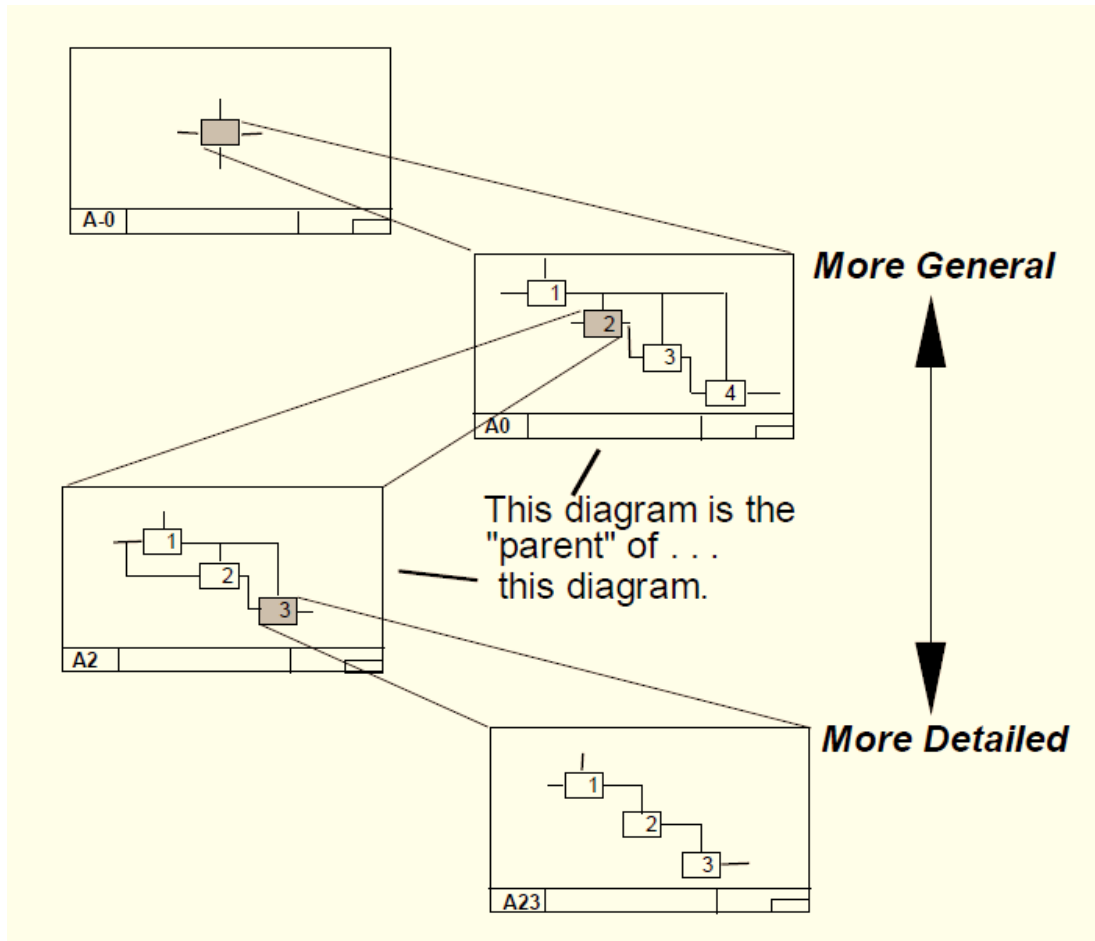 A-0
More General
1
2
3
4
A0
This diagram is the
"parent" of . . .
this diagram.
1
2
3
A2
More Detailed
1
2
3
A23